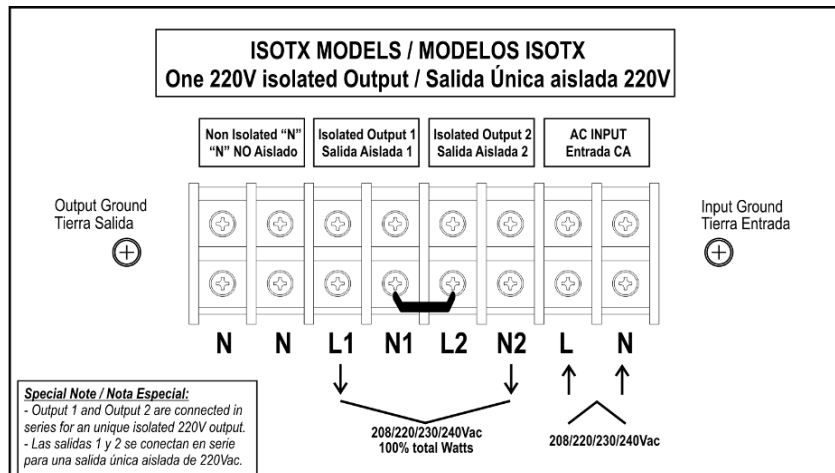 ISOTX MODELS / MODELOS ISOTX
One 220V isolated Output / Salida Única aislada 220V
Non Isolated “N”
“N” NO Aislado
Isolated Output 1
Salida Aislada 1
Isolated Output 2
Salida Aislada 2
AC INPUT
Entrada CA
Output Ground
Tierra Salida
Input Ground
Tierra Entrada
N N L1 N1 L2 N2 L N
208/220/230/240Vac
100% total Watts
208/220/230/240Vac
Special Note / Nota Especial:
- Output 1 and Output 2 are connected in
series for an unique isolated 220V output.
- Las salidas 1 y 2 se conectan en serie
para una salida única aislada de 220Vac.